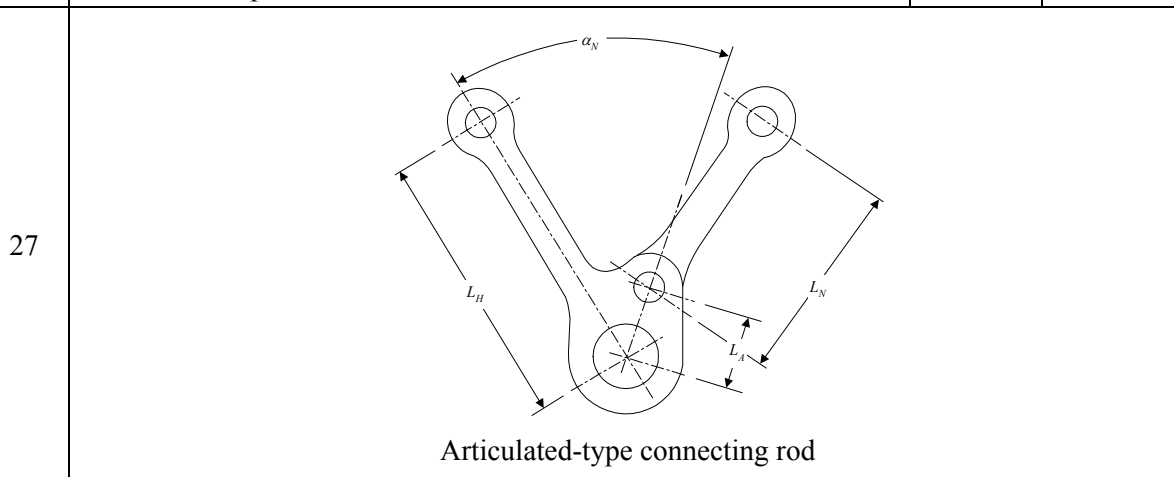 α_N
27
L_H
L_N
L_A
Articulated-type connecting rod